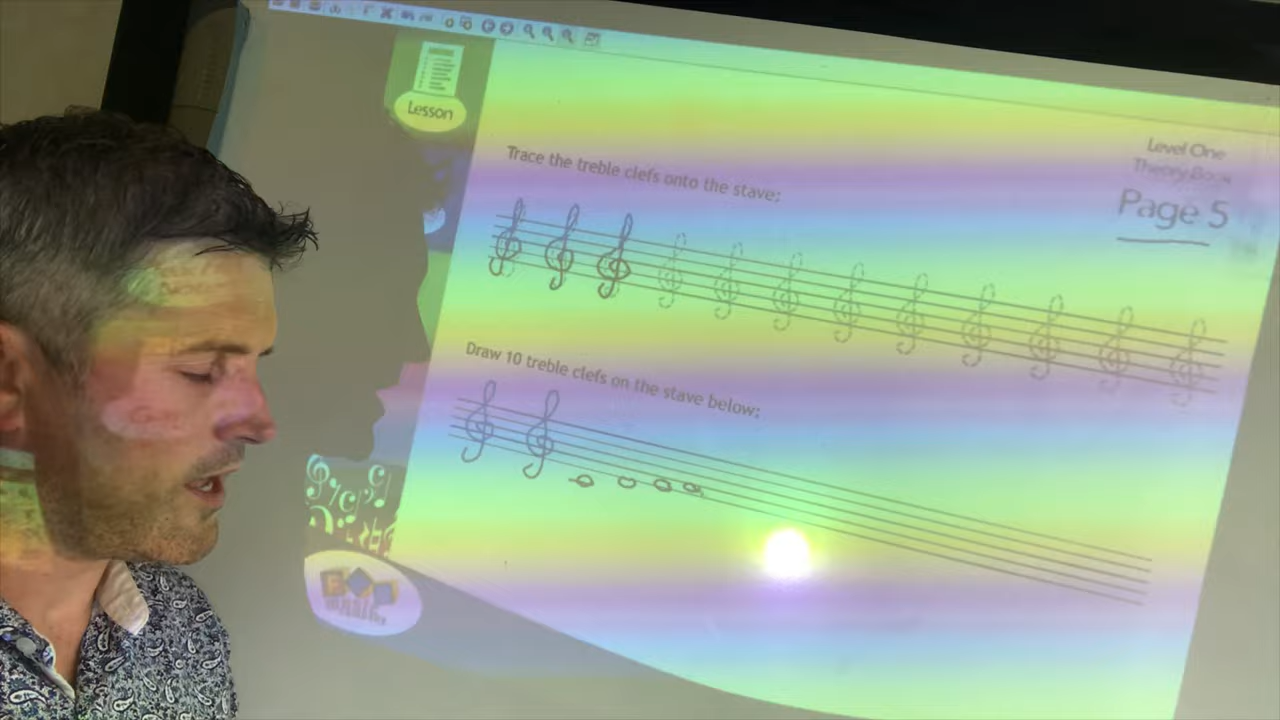 Lesson
Level One
Theory Book
Page 5
Trace the treble clefs onto the stave:
Draw 10 treble clefs on the stave below: